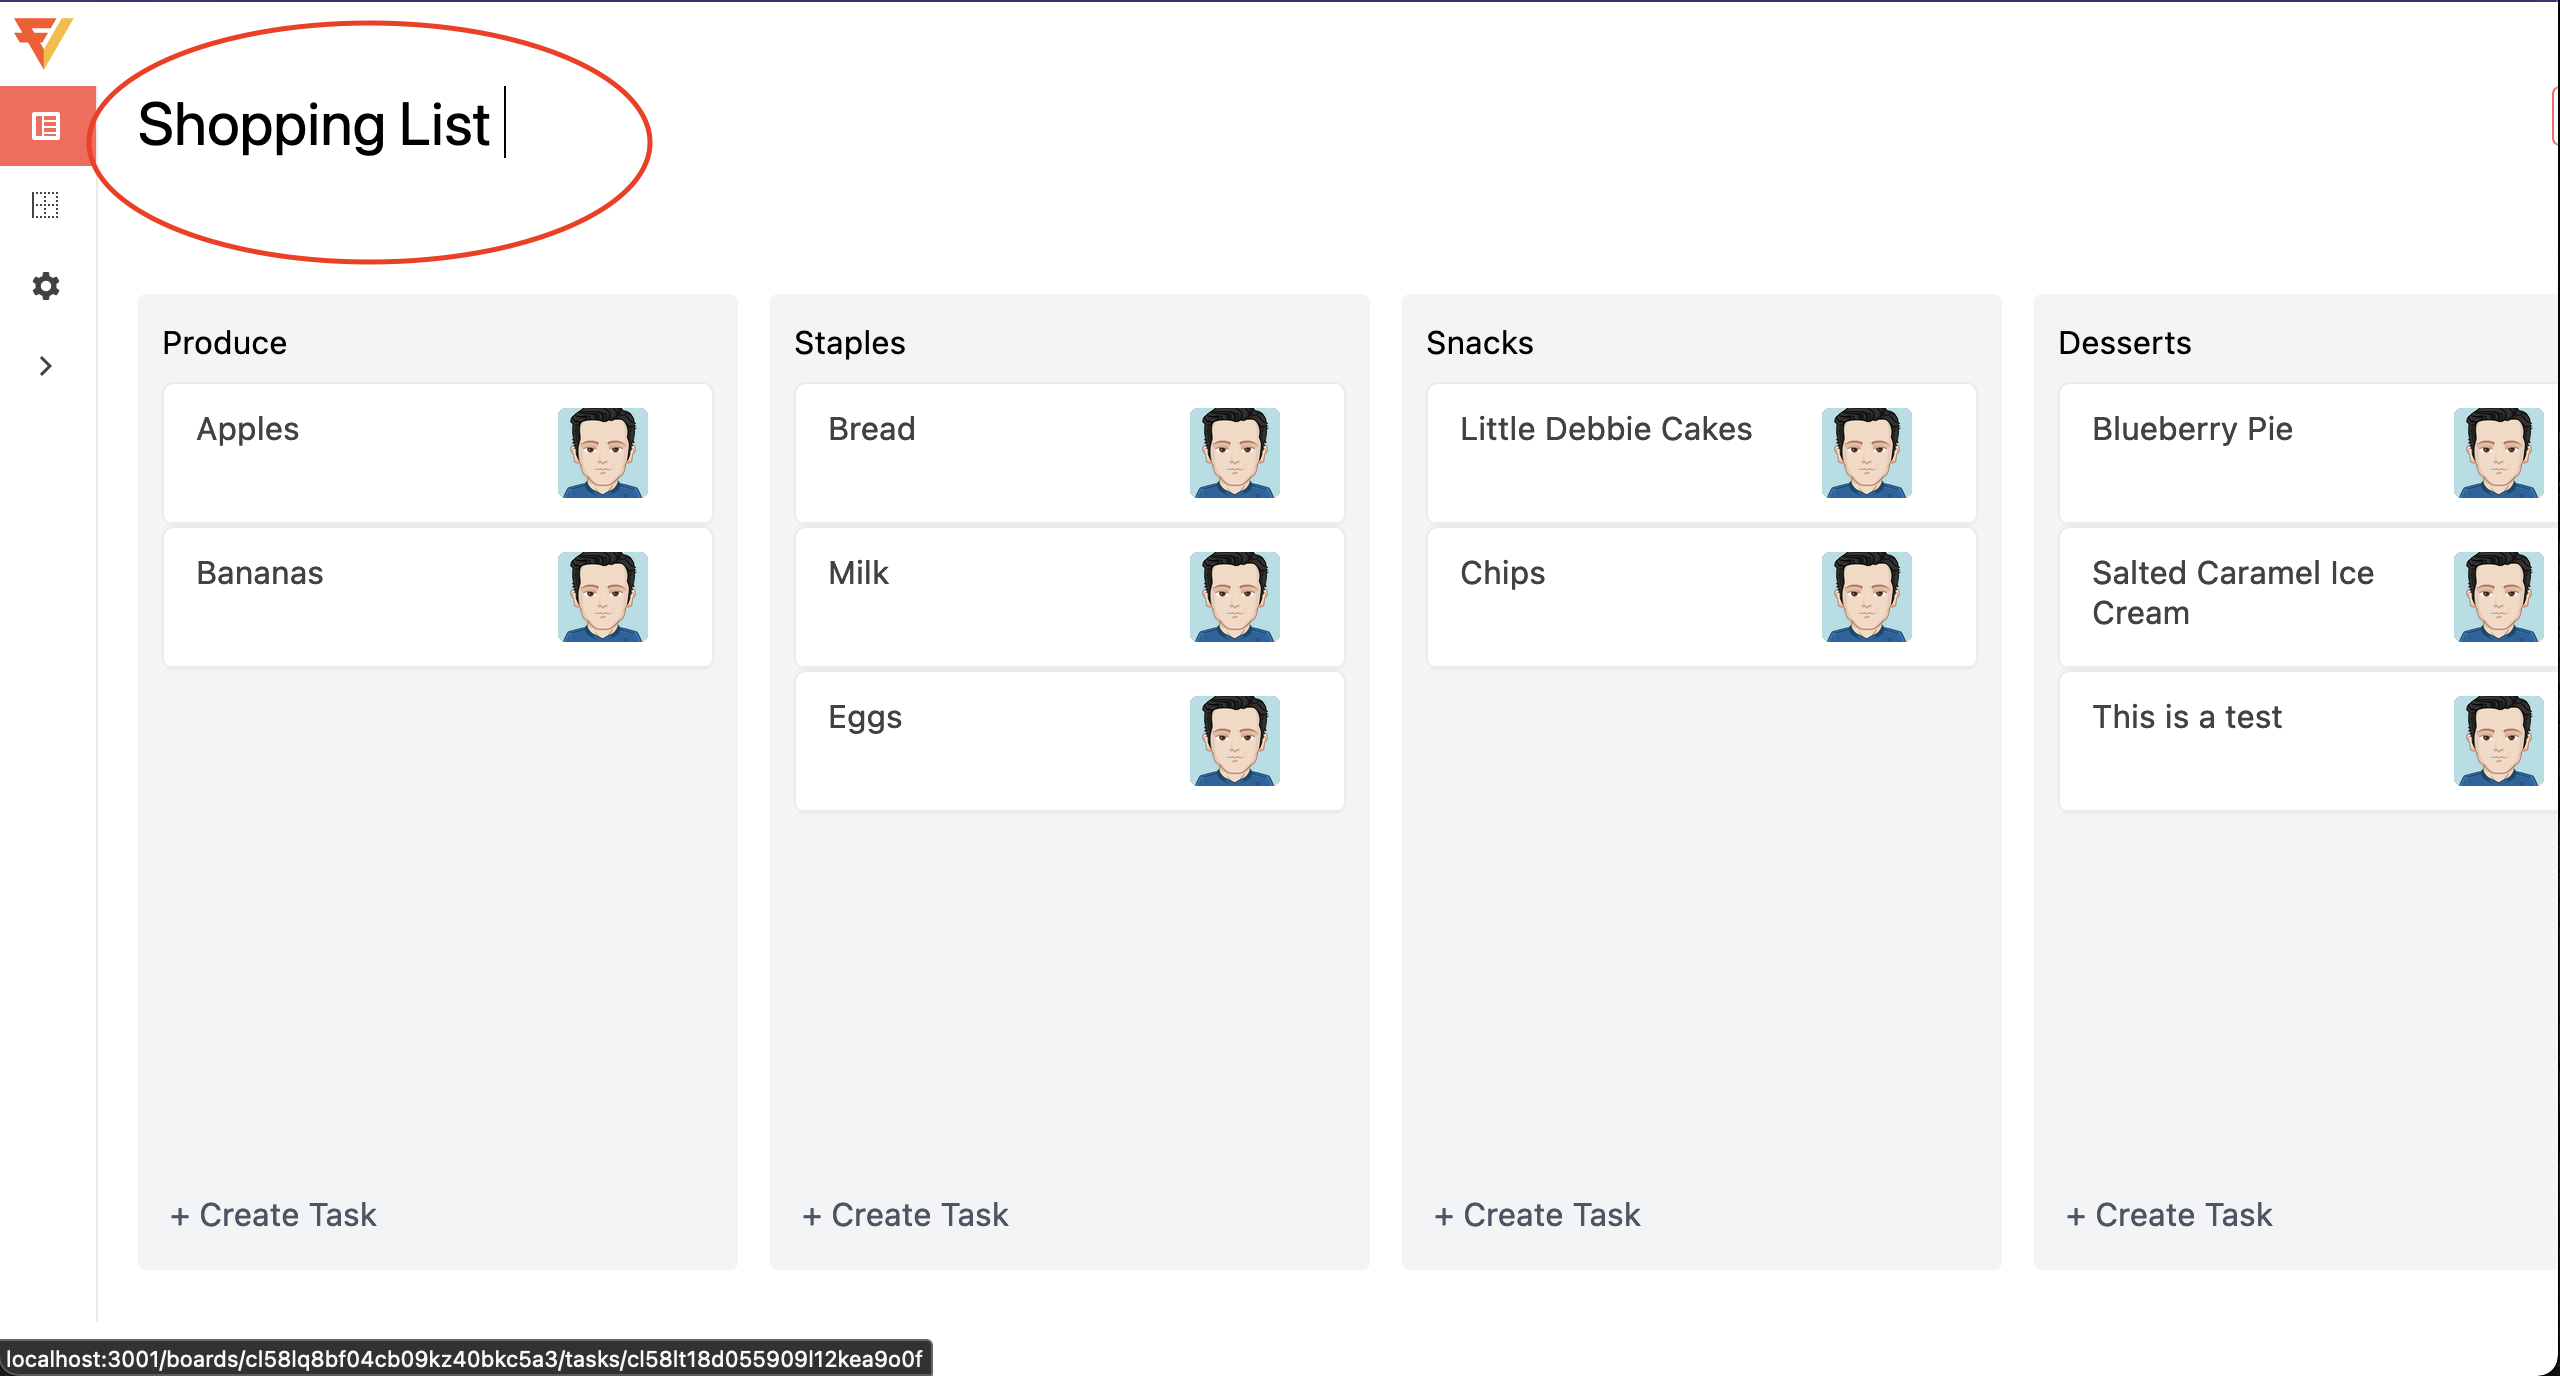 Shopping List
Produce
Apples
Bananas
+ Create Task
Staples
Bread
Milk
Eggs
+ Create Task
Snacks
Little Debbie Cakes
Chips
+ Create Task
Desserts
Blueberry Pie
Salted Caramel Ice
Cream
This is a test
+ Create Task
localhost:3001/boards/cl58lq8bf04cb09kz40bkc5a3/tasks/cl58lt18d055909l12kea9o0f